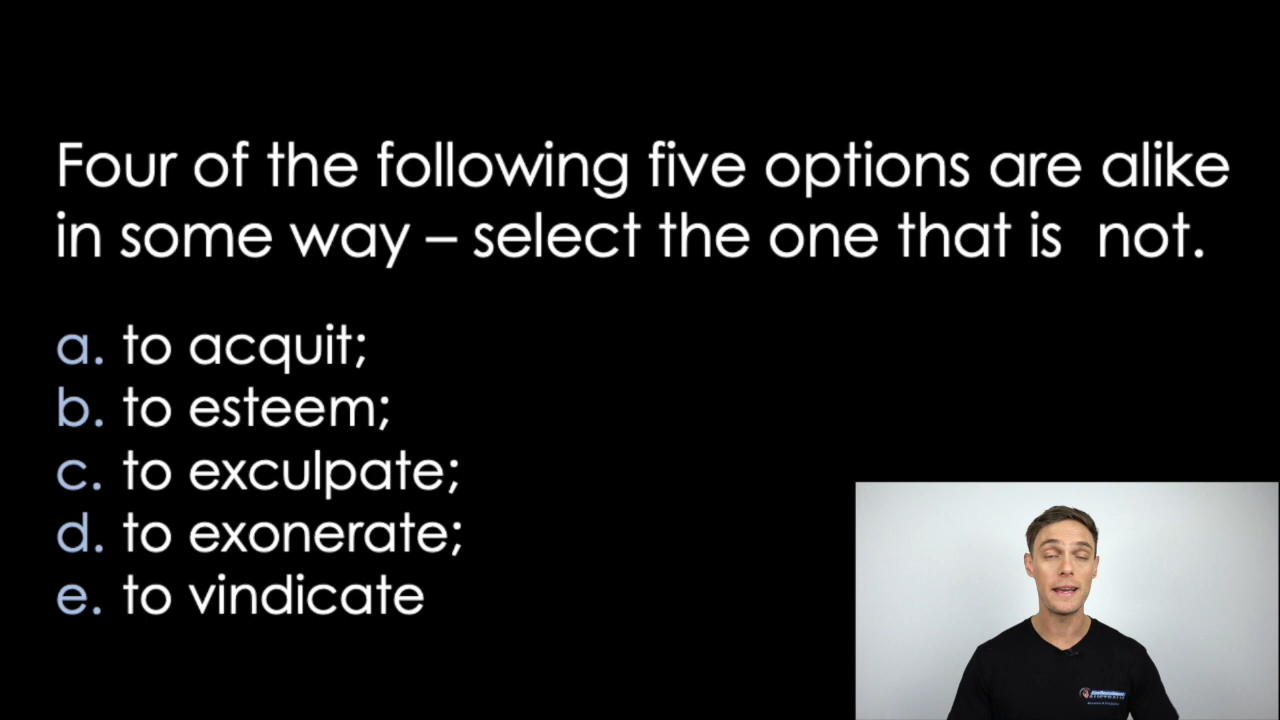 Four of the following five options are alike
in some way – select the one that is  not.
a. to acquit;
b. to esteem;
c. to exculpate;
d. to exonerate;
e. to vindicate